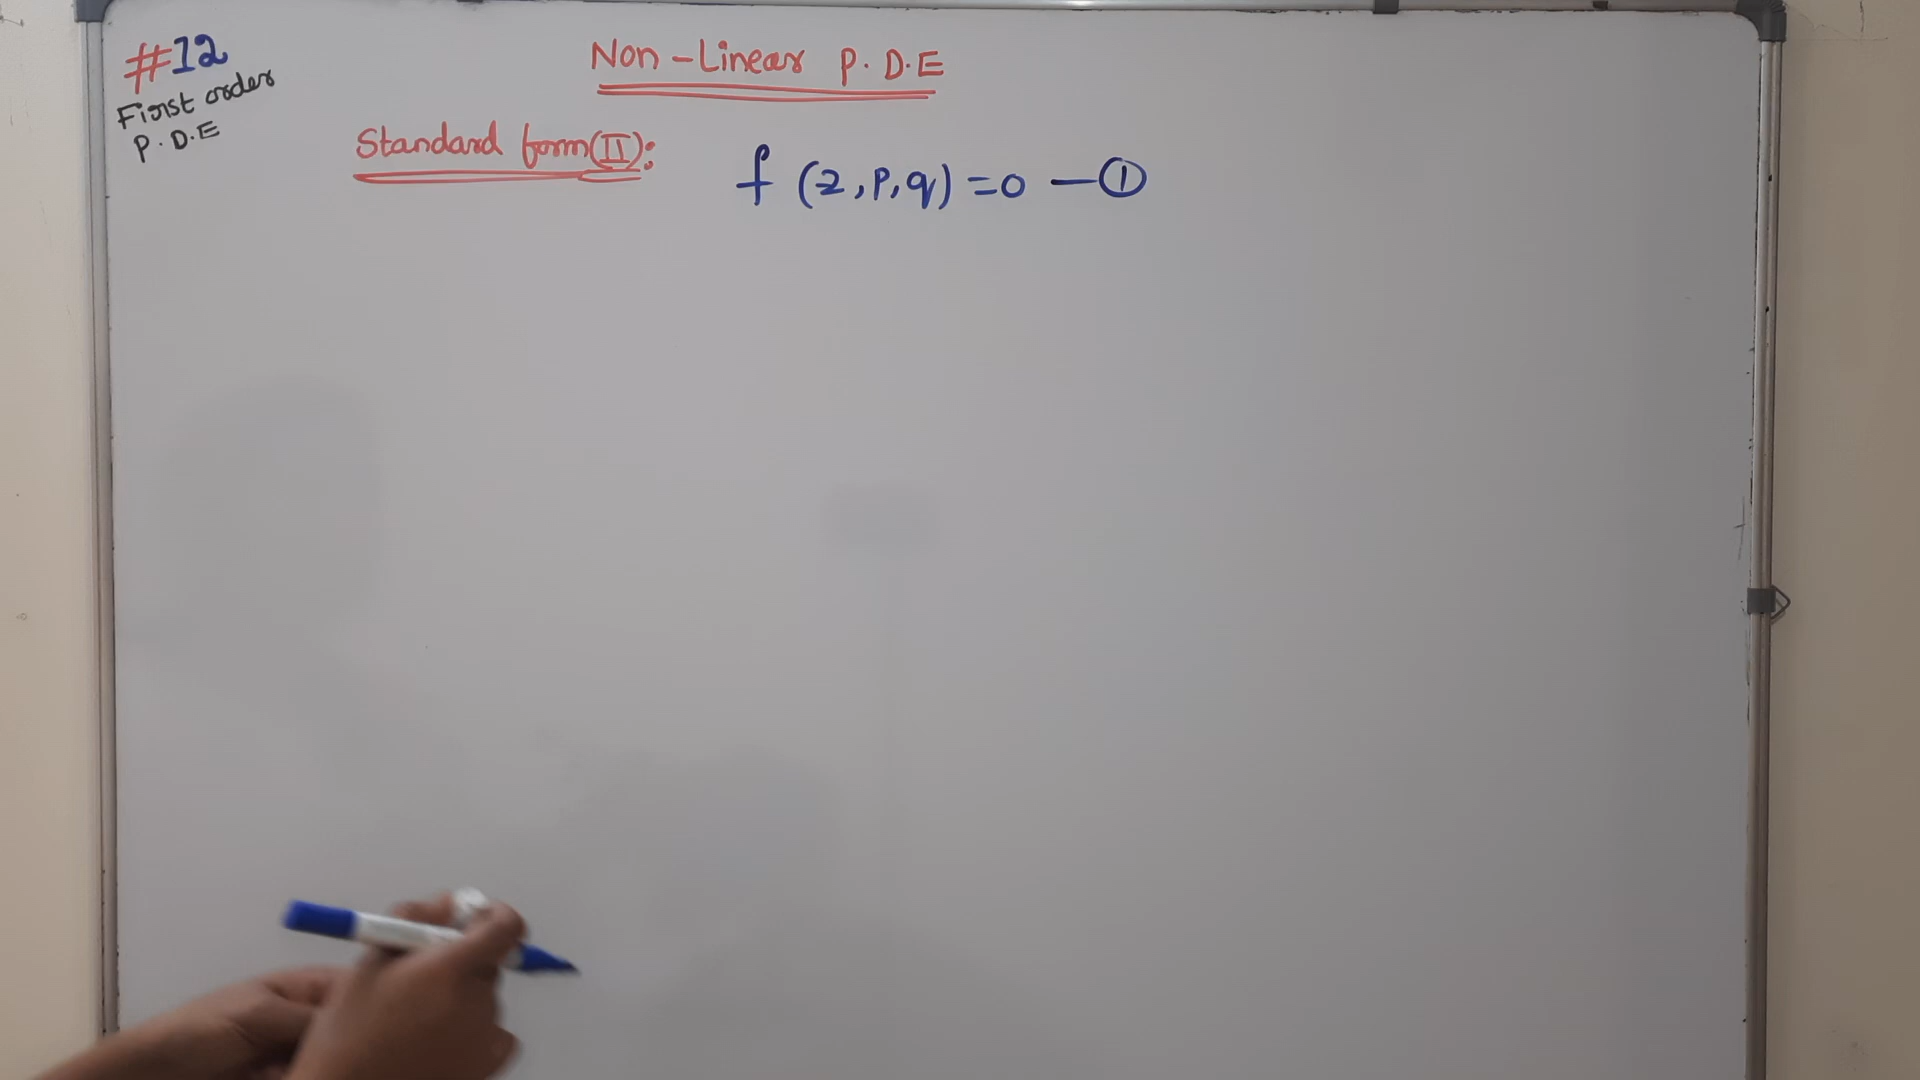 #12
First order
P.D.E
Non-Linear P.D.E
Standard form(II):
f (z,p,q) =0 —①